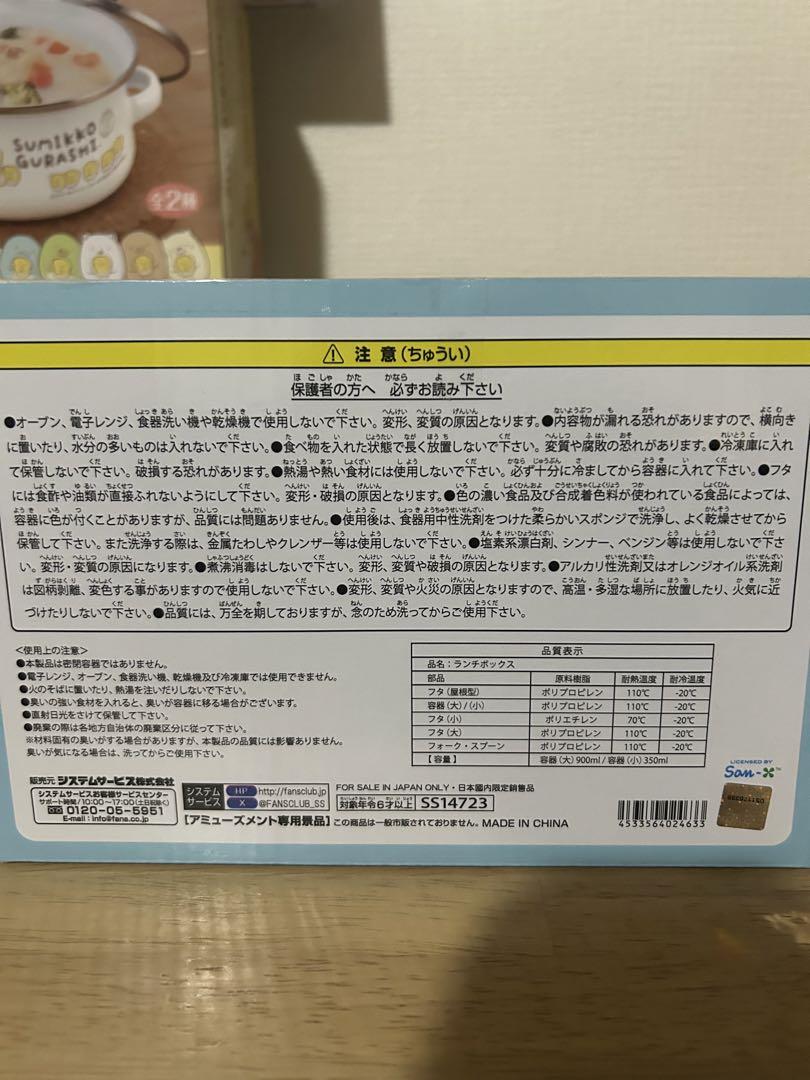 SUMIKKO
GURASHI
全2種
注意(ちゅうい)
保護者の方へ 必ずお読み下さい
●オーブン、電子レンジ、食器洗い機や乾燥機で使用しないで下さい。変形、変質の原因となります。●内容物が漏れる恐れがありますので、横向き
に置いたり、水分の多いものは入れないで下さい。●食べ物を入れた状態で長く放置しないで下さい。変質や腐敗の恐れがあります。●冷凍庫に入れ
て保管しないで下さい。破損する恐れがあります。●熱湯や熱い食材には使用しないで下さい。必ず十分に冷ましてから容器に入れて下さい。●フタ
には食酢や油類が直接ふれないようにして下さい。変形・破損の原因となります。●色の濃い食品及び合成着色料が使われている食品によっては、
容器に色が付くことがありますが、品質には問題ありません。●使用後は、食器用中性洗剤をつけた柔らかいスポンジで洗浄し、よく乾燥させてから
保管して下さい。また洗浄する際は、金属たわしやクレンザー等は使用しないで下さい。●塩素系漂白剤、シンナー、ベンジン等は使用しないで下さ
い。変形・変質の原因になります。●煮沸消毒はしないで下さい。変形、変質や破損の原因となります。●アルカリ性洗剤又はオレンジオイル系洗剤
は図柄剥離、変色する事がありますので使用しないで下さい。●変形、変質や火災の原因となりますので、高温・多湿な場所に放置したり、火気に近
づけたりしないで下さい。●品質には、万全を期しておりますが、念のため洗ってからご使用下さい。
<使用上の注意>
●本製品は密閉容器ではありません。
●電子レンジ、オーブン、食器洗い機、乾燥機及び冷凍庫では使用できません。
●火のそばに置いたり、熱湯を注いだりしないで下さい。
●臭いの強い食材を入れると、臭いが容器に移る場合がございます。
●直射日光をさけて保管して下さい。
●廃棄の際は各地方自治体の廃棄区分に従って下さい。
※材料固有の臭いがする場合がありますが、本製品の品質には影響ありません。
臭いが気になる場合は、洗ってからご使用下さい。
品質表示
品名:ランチボックス
部品 原料樹脂 耐熱温度 耐冷温度
フタ(屋根型) ポリプロピレン 110℃ -20℃
容器(大)/(小) ポリプロピレン 110℃ -20℃
フタ(小) ポリエチレン 70℃ -20℃
フタ(大) ポリプロピレン 110℃ -20℃
フォーク・スプーン ポリプロピレン 110℃ -20℃
【容量】 容器(大)900ml/容器(小)350ml
LICENSED BY
San-X™
販売元 システムサービス株式会社
システムサービスお客様サービスセンター
サポート時間/10:00~17:00(土日祝除く)
0120-05-5951
E-mail:info@fans.co.jp
システムサービス
HP http://fansclub.jp
X @FANSCLUB_SS
FOR SALE IN JAPAN ONLY・日本国内限定販売品
対象年令6才以上 SS14723
【アミューズメント専用景品】この商品は一般市販されておりません。MADE IN CHINA
4533564024633